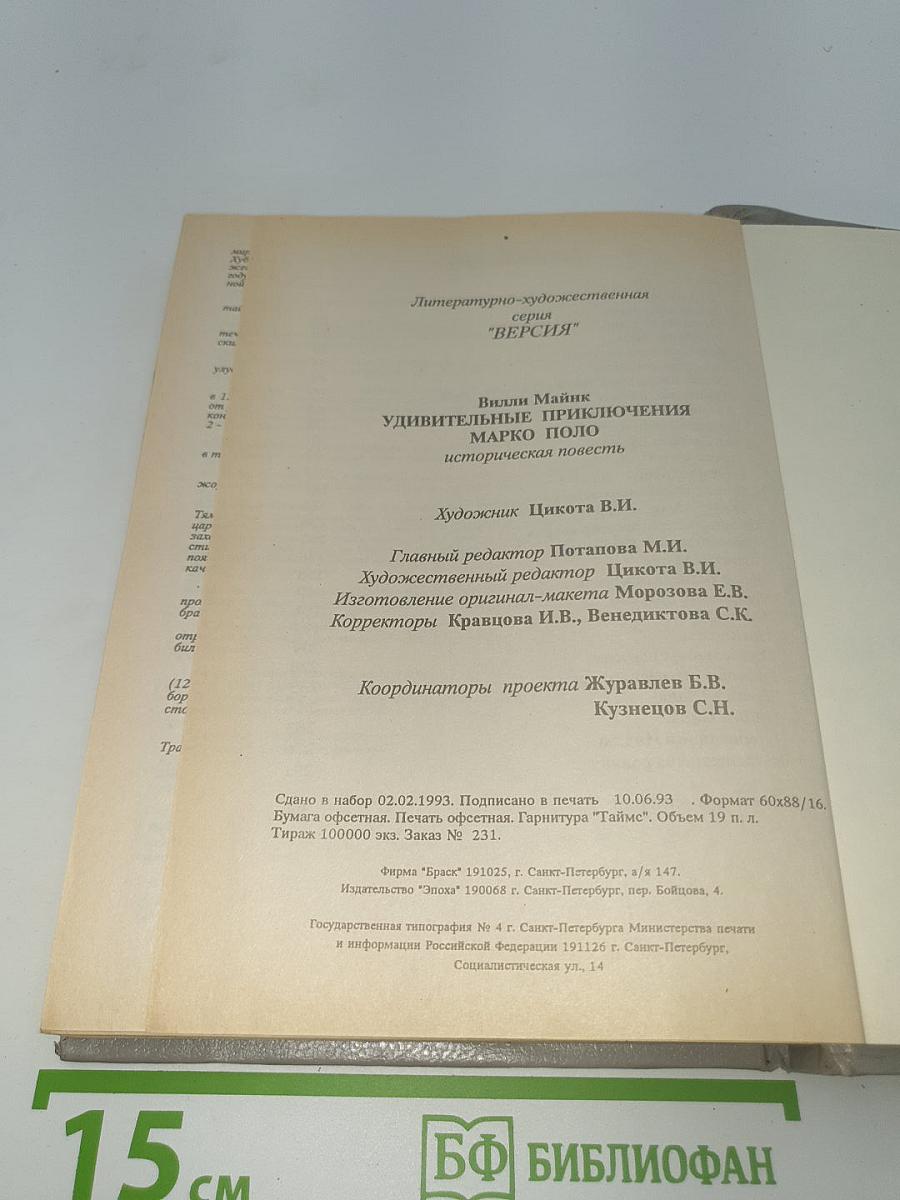 Литературно-художественная
серия
"ВЕРСИЯ"
Вилли Майнк
УДИВИТЕЛЬНЫЕ ПРИКЛЮЧЕНИЯ
МАРКО ПОЛО
историческая повесть
Художник Цикота В.И.
Главный редактор Потапова М.И.
Художественный редактор Цикота В.И.
Изготовление оригинал-макета Морозова Е.В.
Корректоры Кравцова И.В., Венедиктова С.К.
Координаторы проекта Журавлев Б.В.
Кузнецов С.Н.
Сдано в набор 02.02.1993. Подписано в печать 10.06.93 . Формат 60х88/16.
Бумага офсетная. Печать офсетная. Гарнитура "Таймс". Объем 19 п. л.
Тираж 100000 экз. Заказ № 231.
Фирма "Браск" 191025, г. Санкт-Петербург, а/я 147.
Издательство "Эпоха" 190068 г. Санкт-Петербург, пер. Бойцова, 4.
Государственная типография № 4 г. Санкт-Петербурга Министерства печати
и информации Российской Федерации 191126 г. Санкт-Петербург,
Социалистическая ул., 14
15 см
БФ БИБЛИОФАН